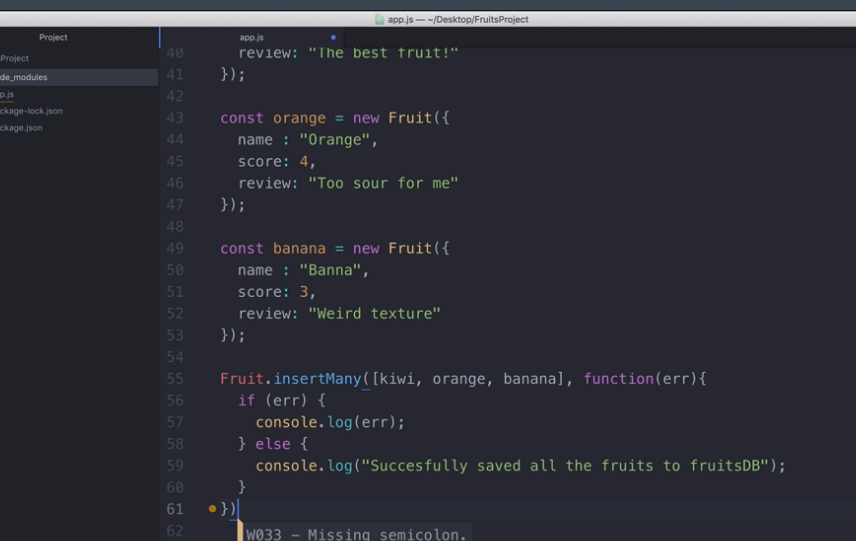 app.js — ~/Desktop/FruitsProject
Project
app.js
Project
de_modules
p.js
ckage-lock.json
ckage.json
40 review: "The best fruit!"
41 });
42
43 const orange = new Fruit({
44 name : "Orange",
45 score: 4,
46 review: "Too sour for me"
47 });
48
49 const banana = new Fruit({
50 name : "Banna",
51 score: 3,
52 review: "Weird texture"
53 });
54
55 Fruit.insertMany([kiwi, orange, banana], function(err){
56 if (err) {
57 console.log(err);
58 } else {
59 console.log("Succesfully saved all the fruits to fruitsDB");
60 }
61 })
62 W033 – Missing semicolon.